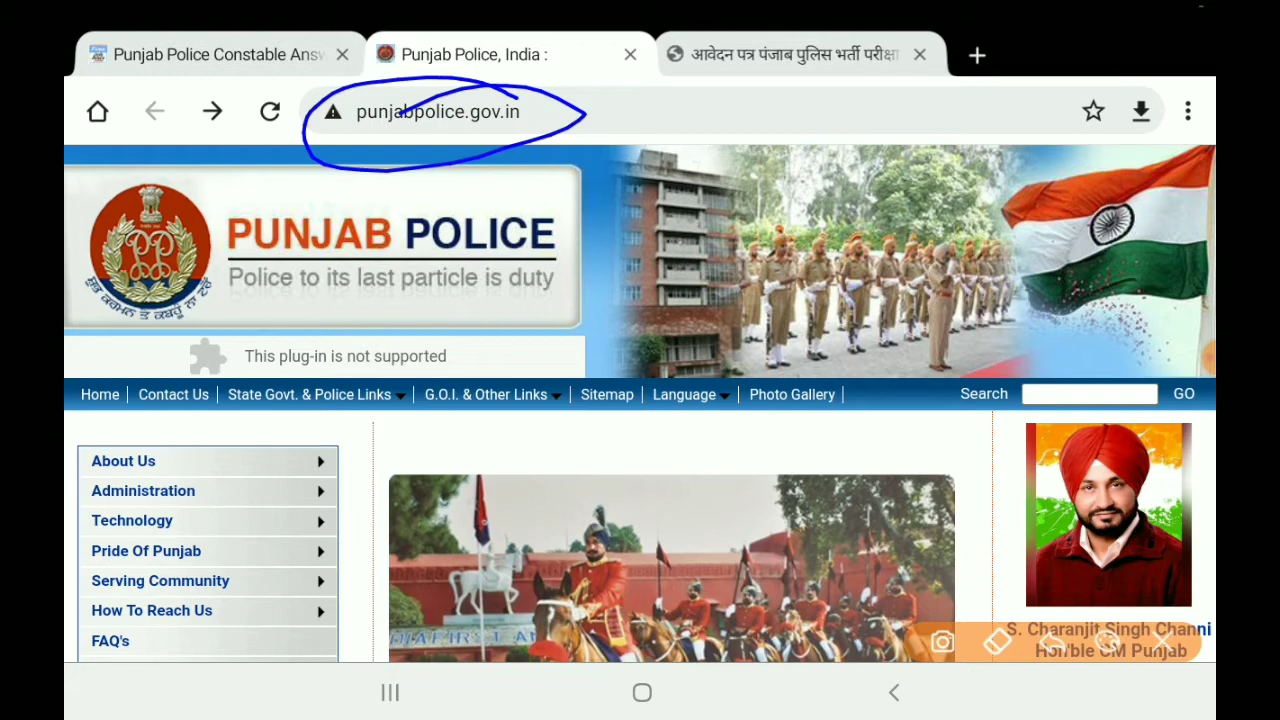 Punjab Police Constable Answ
Punjab Police, India :
आवेदन पत्र पंजाब पुलिस भर्ती परीक्षा
punjabpolice.gov.in
PUNJAB POLICE
Police to its last particle is duty
This plug-in is not supported
Home Contact Us State Govt. & Police Links G.O.I. & Other Links Sitemap Language Photo Gallery Search GO
About Us
Administration
Technology
Pride Of Punjab
Serving Community
How To Reach Us
FAQ's
S. Charanjit Singh Channi
Hon'ble CM Punjab